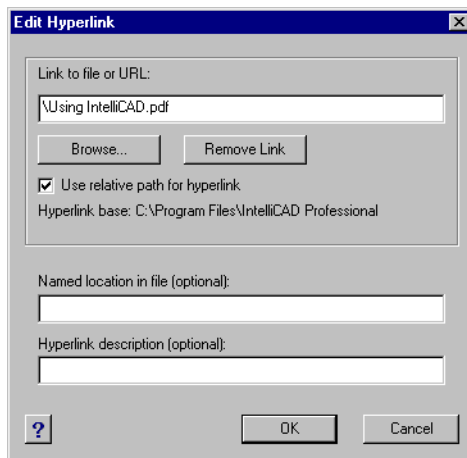 Edit Hyperlink
Link to file or URL:
\Using IntelliCAD.pdf
Browse... Remove Link
Use relative path for hyperlink
Hyperlink base: C:\Program Files\IntelliCAD Professional
Named location in file (optional):
Hyperlink description (optional):
? OK Cancel